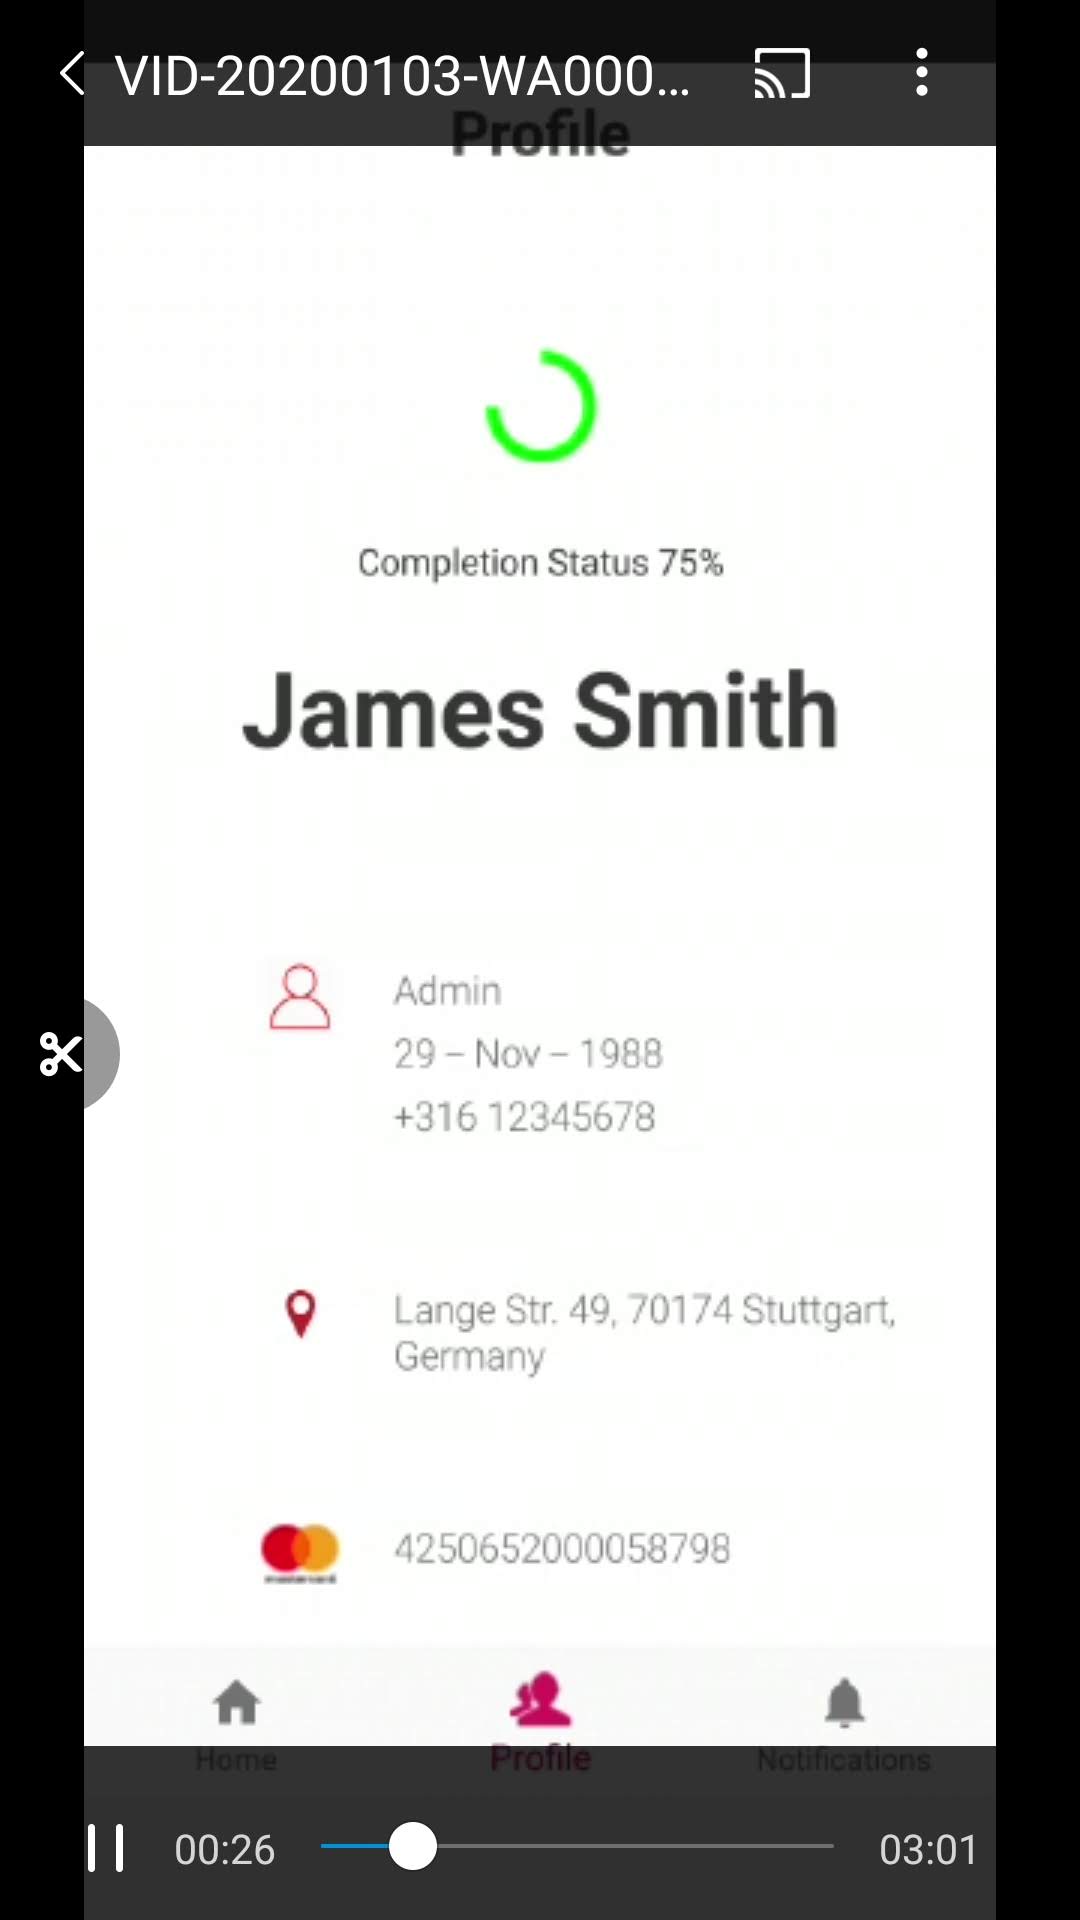 VID-20200103-WA000...
Profile
Completion Status 75%
James Smith
Admin
29 – Nov – 1988
+316 12345678
Lange Str. 49, 70174 Stuttgart,
Germany
4250652000058798
Home
Profile
Notifications
00:26
03:01